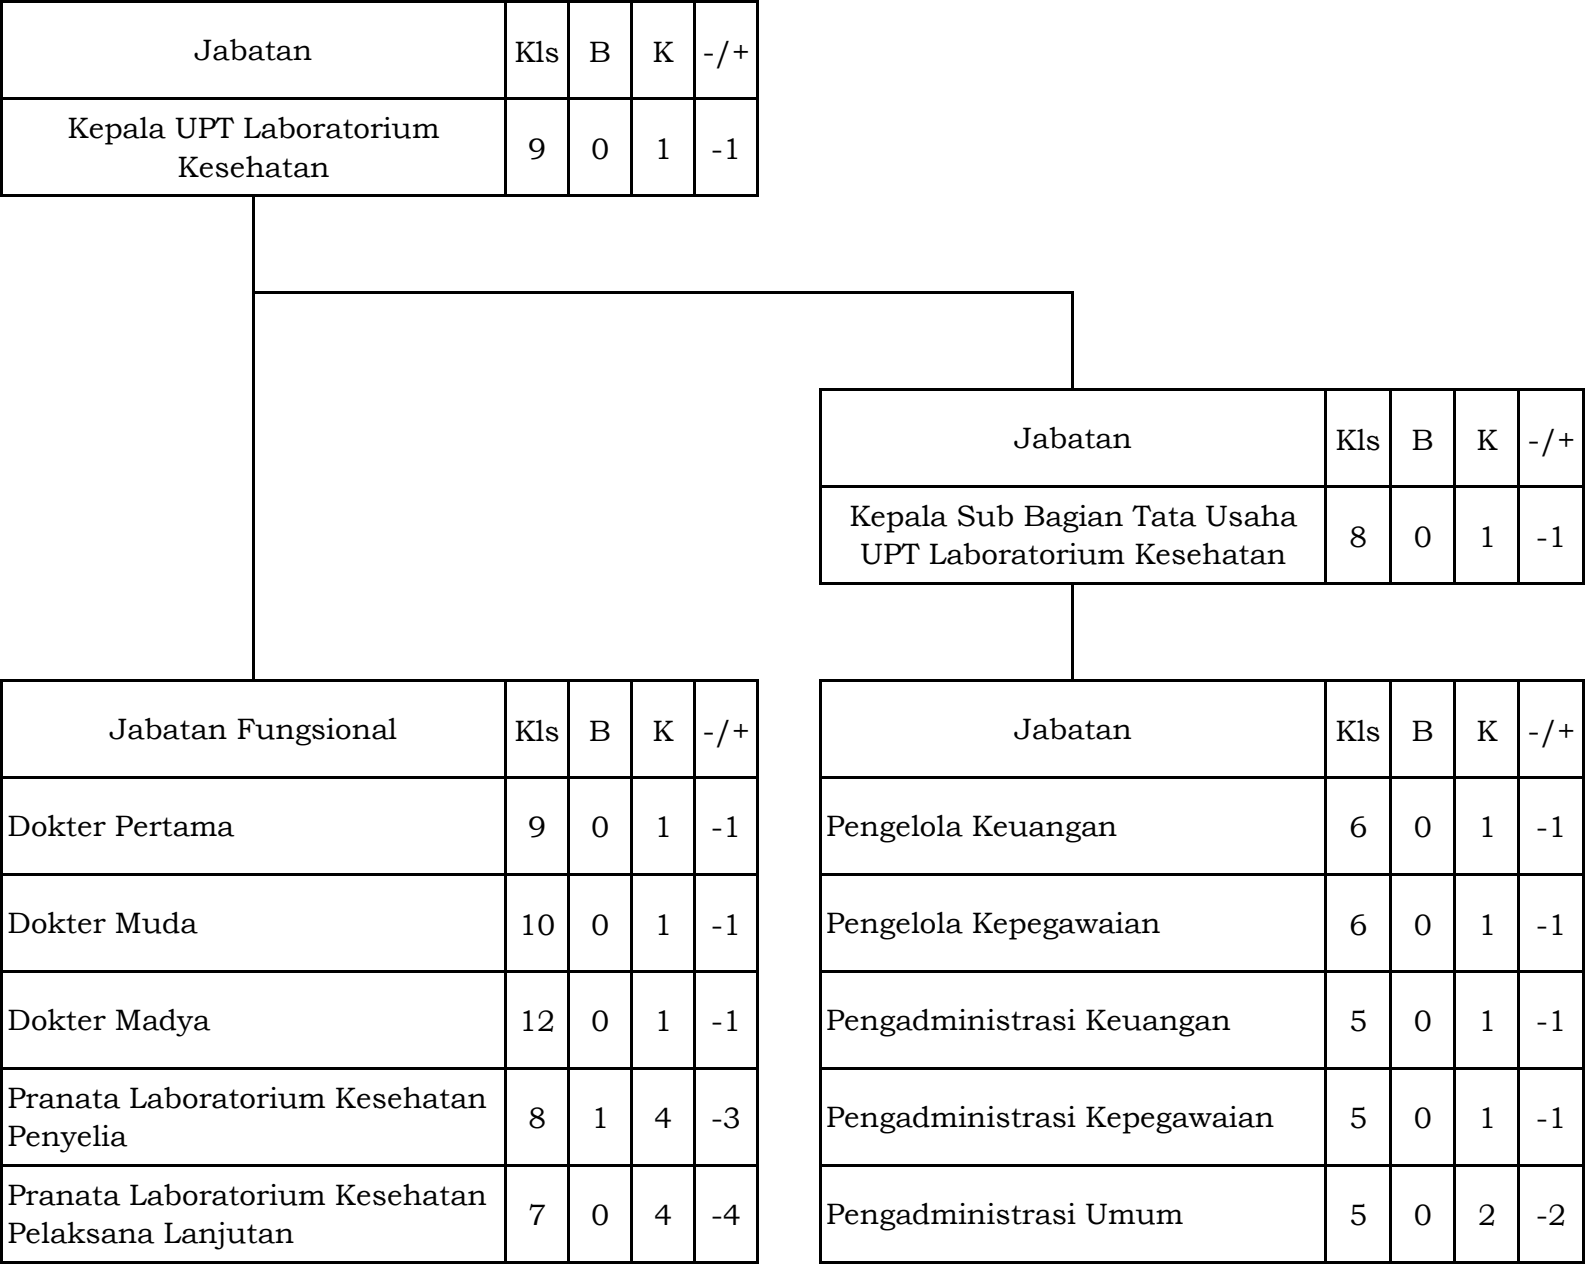 Jabatan Kls B K -/+
Kepala UPT Laboratorium
Kesehatan 9 0 1 -1
Jabatan Kls B K -/+
Kepala Sub Bagian Tata Usaha
UPT Laboratorium Kesehatan 8 0 1 -1
Jabatan Fungsional Kls B K -/+
Dokter Pertama 9 0 1 -1
Dokter Muda 10 0 1 -1
Dokter Madya 12 0 1 -1
Pranata Laboratorium Kesehatan
Penyelia 8 1 4 -3
Pranata Laboratorium Kesehatan
Pelaksana Lanjutan 7 0 4 -4
Jabatan Kls B K -/+
Pengelola Keuangan 6 0 1 -1
Pengelola Kepegawaian 6 0 1 -1
Pengadministrasi Keuangan 5 0 1 -1
Pengadministrasi Kepegawaian 5 0 1 -1
Pengadministrasi Umum 5 0 2 -2